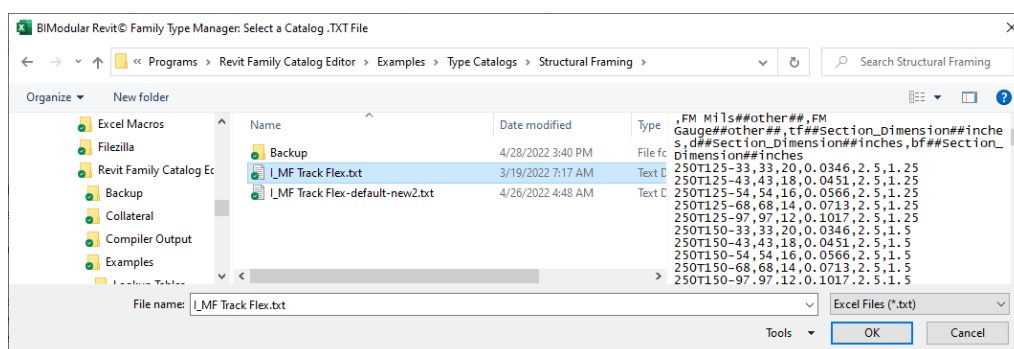 BIModular Revit© Family Type Manager: Select a Catalog .TXT File
« Programs > Revit Family Catalog Editor > Examples > Type Catalogs > Structural Framing >
Search Structural Framing
Organize
New folder
Excel Macros
Filezilla
Revit Family Catalog Ec
Backup
Collateral
Compiler Output
Examples
Name Date modified Type
Backup 4/28/2022 3:40 PM File fc
I_MF Track Flex.txt 3/19/2022 7:17 AM Text D
I_MF Track Flex-default-new2.txt 4/26/2022 4:48 AM Text D
,FM Mils##other##,FM
Gauge##other##,tf##Section_Dimension##inche
s,d##Section_Dimension##inches,bf##Section_
Dimension##inches
250T125-33,33,20,0.0346,2.5,1.25
250T125-43,43,18,0.0451,2.5,1.25
250T125-54,54,16,0.0566,2.5,1.25
250T125-68,68,14,0.0713,2.5,1.25
250T125-97,97,12,0.1017,2.5,1.25
250T150-33,33,20,0.0346,2.5,1.5
250T150-43,43,18,0.0451,2.5,1.5
250T150-54,54,16,0.0566,2.5,1.5
250T150-68,68,14,0.0713,2.5,1.5
250T150-97,97,12,0.1017,2.5,1.5
File name: I_MF Track Flex.txt
Excel Files (*.txt)
Tools
OK
Cancel